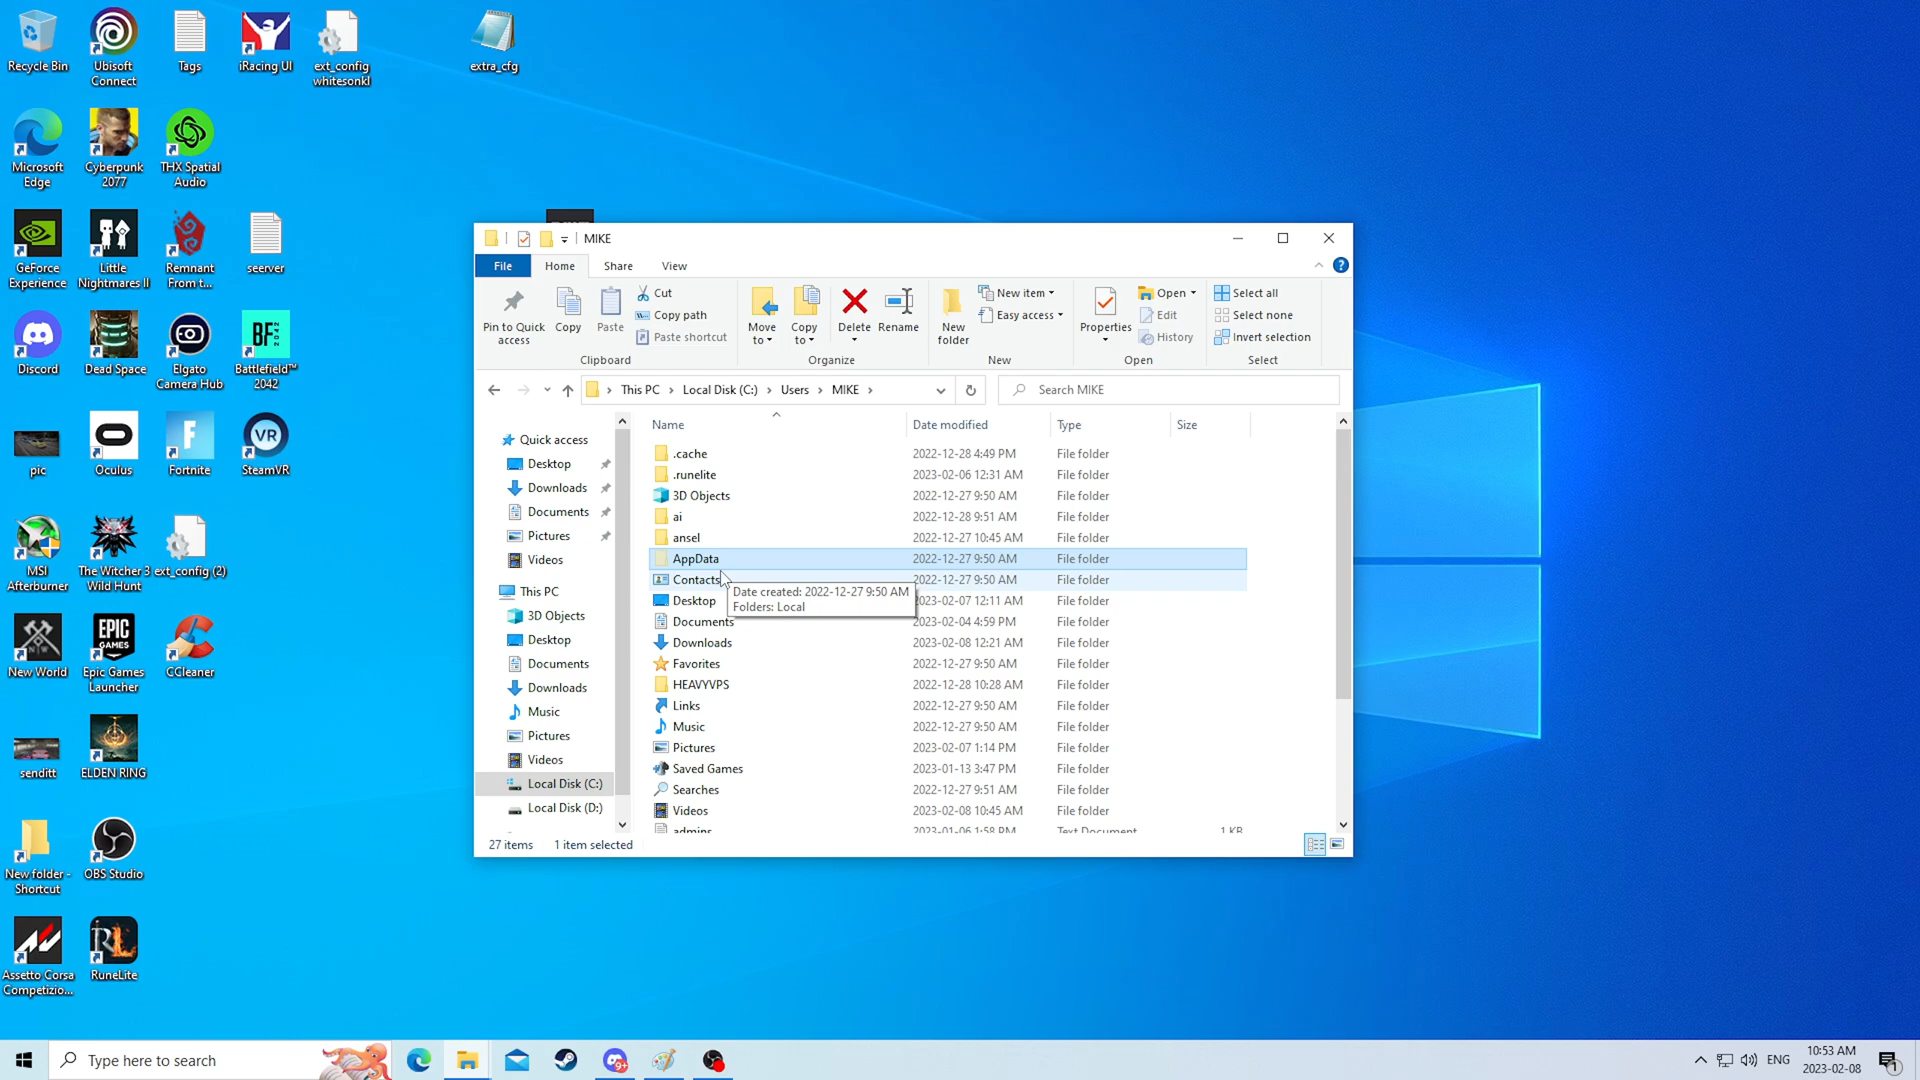 Recycle Bin
Ubisoft
Connect
Tags
iRacing UI
ext_config
whitesonkl
extra_cfg
Microsoft
Edge
Cyberpunk
2077
THX Spatial
Audio
GeForce
Experience
Little
Nightmares II
Remnant
From t...
seerver
Discord
Dead Space
Elgato
Camera Hub
BF
2042
Battlefield™
2042
pic
Oculus
Fortnite
VR
SteamVR
MSI
Afterburner
The Witcher 3
Wild Hunt
ext_config (2)
New World
EPIC
GAMES
Epic Games
Launcher
CCleaner
senditt
ELDEN RING
New folder -
Shortcut
OBS Studio
Assetto Corsa
Competizio...
RL
RuneLite
MIKE
File
Home
Share
View
Pin to Quick
access
Copy
Paste
Cut
Copy path
Paste shortcut
Clipboard
Move
to
Copy
to
Delete
Rename
Organize
New
folder
New item
Easy access
New
Properties
Open
Edit
History
Open
Select all
Select none
Invert selection
Select
This PC > Local Disk (C:) > Users > MIKE >
Search MIKE
Quick access
Desktop
Downloads
Documents
Pictures
Videos
This PC
3D Objects
Desktop
Documents
Downloads
Music
Pictures
Videos
Local Disk (C:)
Local Disk (D:)
Name Date modified Type Size
.cache 2022-12-28 4:49 PM File folder
.runelite 2023-02-06 12:31 AM File folder
3D Objects 2022-12-27 9:50 AM File folder
ai 2022-12-28 9:51 AM File folder
ansel 2022-12-27 10:45 AM File folder
AppData 2022-12-27 9:50 AM File folder
Contacts 2022-12-27 9:50 AM File folder
Date created: 2022-12-27 9:50 AM
Folders: Local
Desktop 2023-02-07 12:11 AM File folder
Documents 2023-02-04 4:59 PM File folder
Downloads 2023-02-08 12:21 AM File folder
Favorites 2022-12-27 9:50 AM File folder
HEAVYVPS 2022-12-28 10:28 AM File folder
Links 2022-12-27 9:50 AM File folder
Music 2022-12-27 9:50 AM File folder
Pictures 2023-02-07 1:14 PM File folder
Saved Games 2023-01-13 3:47 PM File folder
Searches 2022-12-27 9:51 AM File folder
Videos 2023-02-08 10:45 AM File folder
admins 2023-01-06 1:58 PM Text Document 1 KB
27 items 1 item selected
Type here to search
9+
ENG
10:53 AM
2023-02-08
1